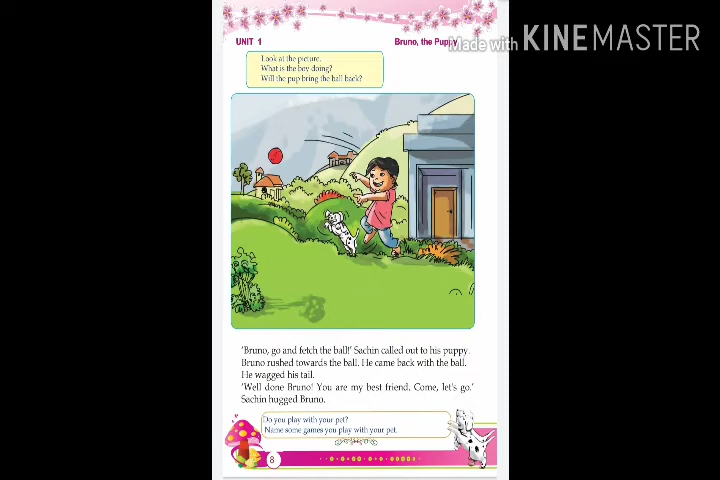 UNIT 1
Bruno, the Puppy
Made with KINEMASTER
Look at the picture.
What is the boy doing?
Will the pup bring the ball back?
'Bruno, go and fetch the ball!' Sachin called out to his puppy.
Bruno rushed towards the ball. He came back with the ball.
He wagged his tail.
'Well done Bruno! You are my best friend. Come, let's go.'
Sachin hugged Bruno.
Do you play with your pet?
Name some games you play with your pet.
8